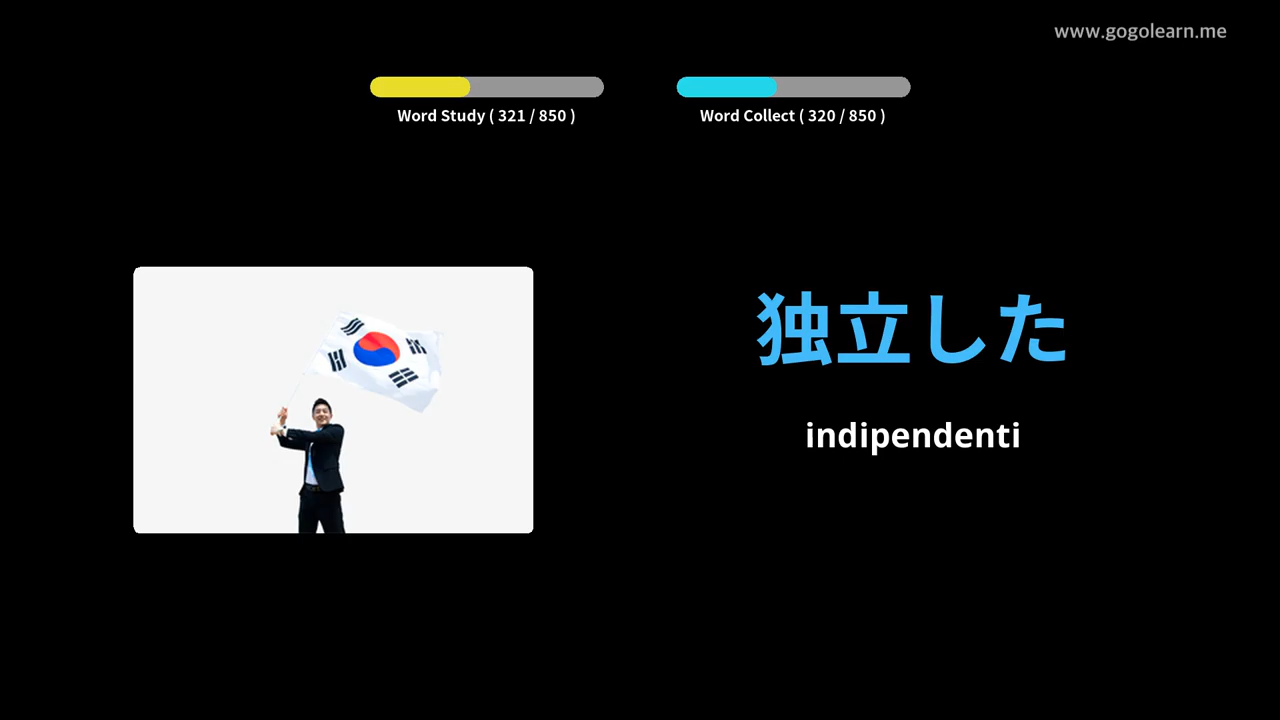 www.gogolearn.me
Word Study ( 321 / 850 )
Word Collect ( 320 / 850 )
独立した
indipendenti